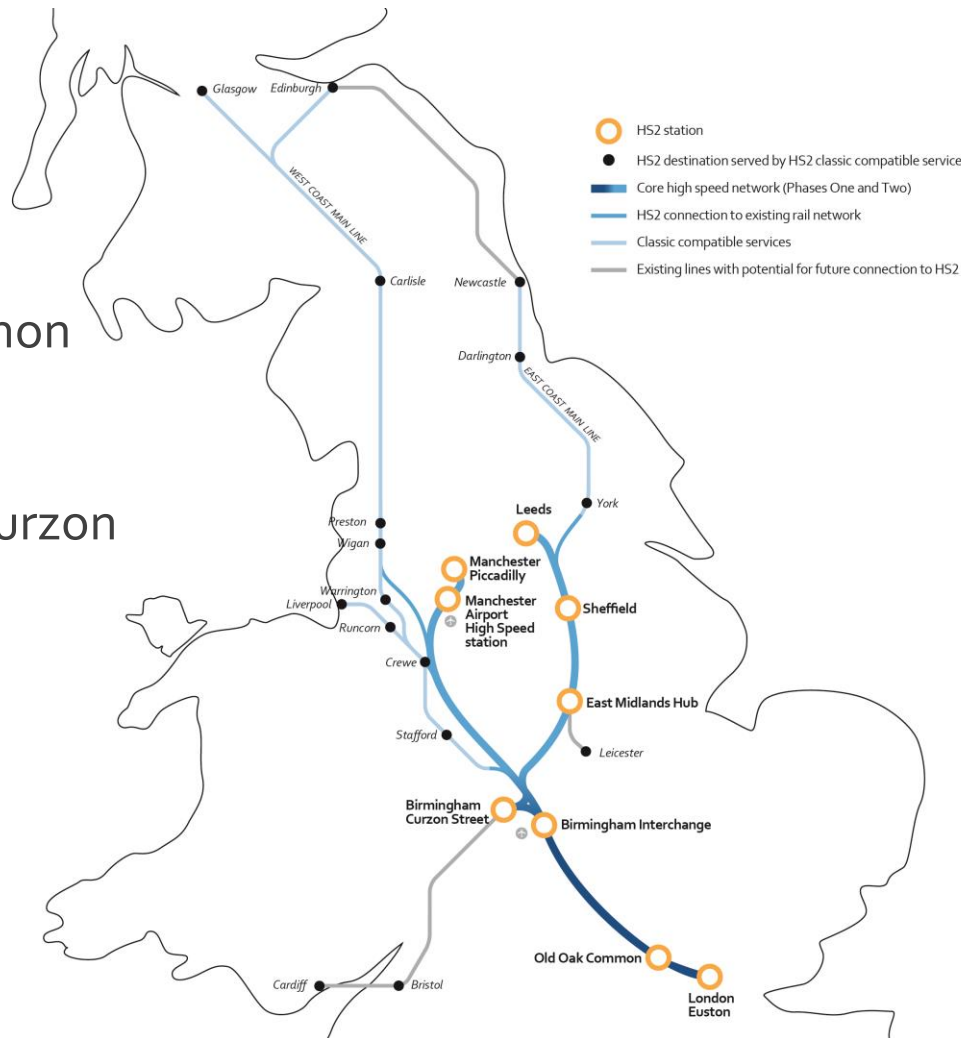 Glasgow
Edinburgh
HS2 station
HS2 destination served by HS2 classic compatible service
Core high speed network (Phases One and Two)
HS2 connection to existing rail network
Classic compatible services
Existing lines with potential for future connection to HS2
WEST COAST MAIN LINE
Carlisle
Newcastle
non
Darlington
EAST COAST MAIN LINE
York
Leeds
urzon
Preston
Wigan
Manchester
Piccadilly
Warrington
Liverpool
Manchester
Airport
High Speed
station
Sheffield
Runcorn
Crewe
East Midlands Hub
Stafford
Leicester
Birmingham
Curzon Street
Birmingham Interchange
Old Oak Common
Cardiff
Bristol
London
Euston